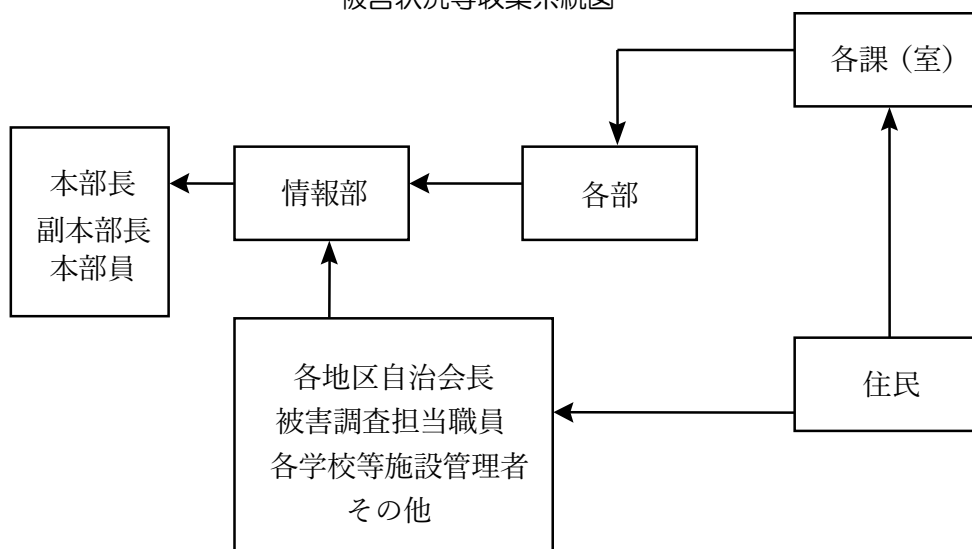 被害状況等収集系統図
各課（室）
本部長
副本部長
本部員
情報部
各部
各地区自治会長
被害調査担当職員
各学校等施設管理者
その他
住民